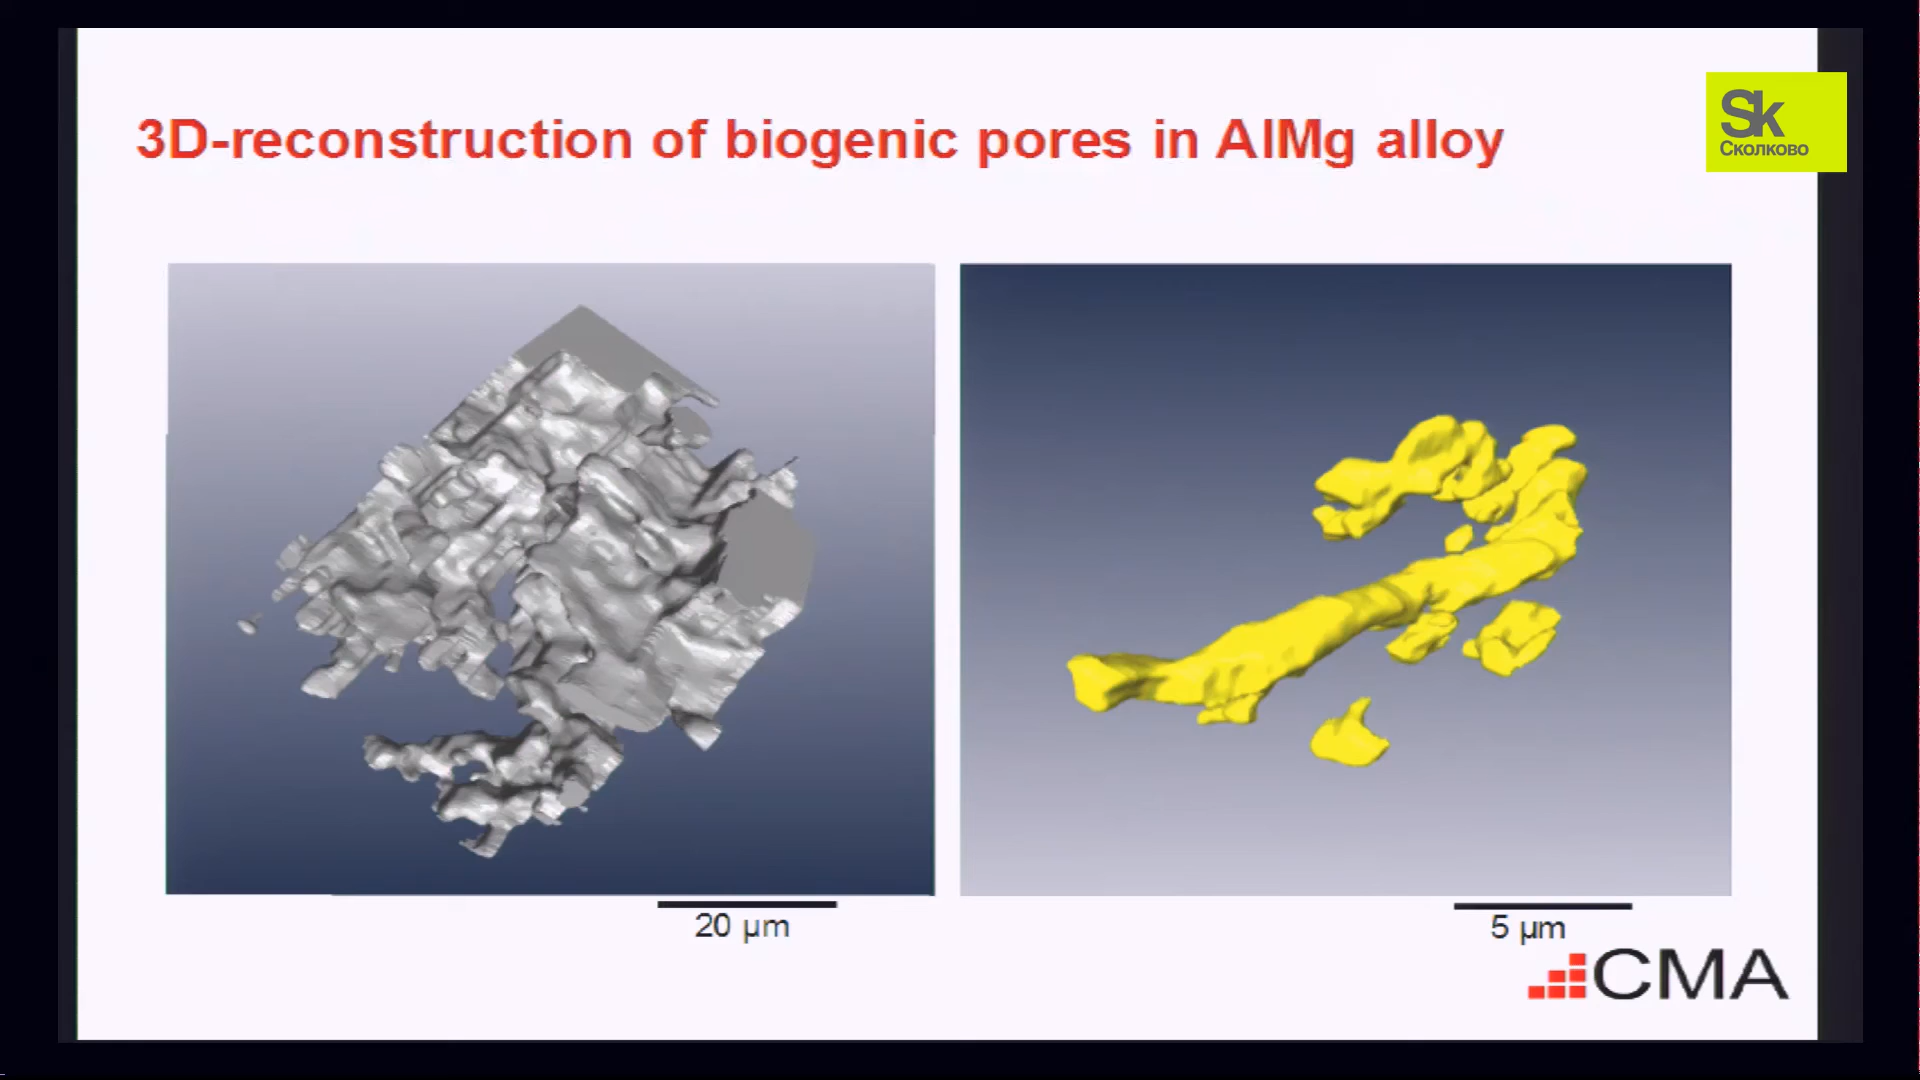 3D-reconstruction of biogenic pores in AlMg alloy
Sk
Сколково
20 µm
5 µm
CMA